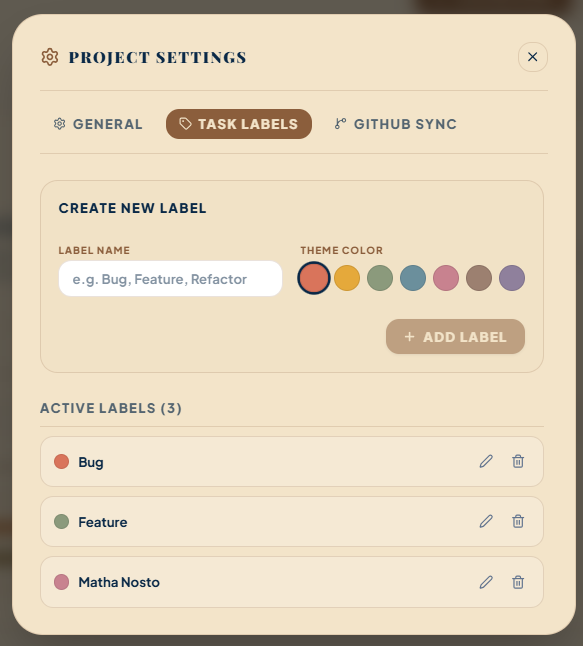 PROJECT SETTINGS
GENERAL
TASK LABELS
GITHUB SYNC
CREATE NEW LABEL
LABEL NAME
THEME COLOR
e.g. Bug, Feature, Refactor
+ ADD LABEL
ACTIVE LABELS (3)
Bug
Feature
Matha Nosto